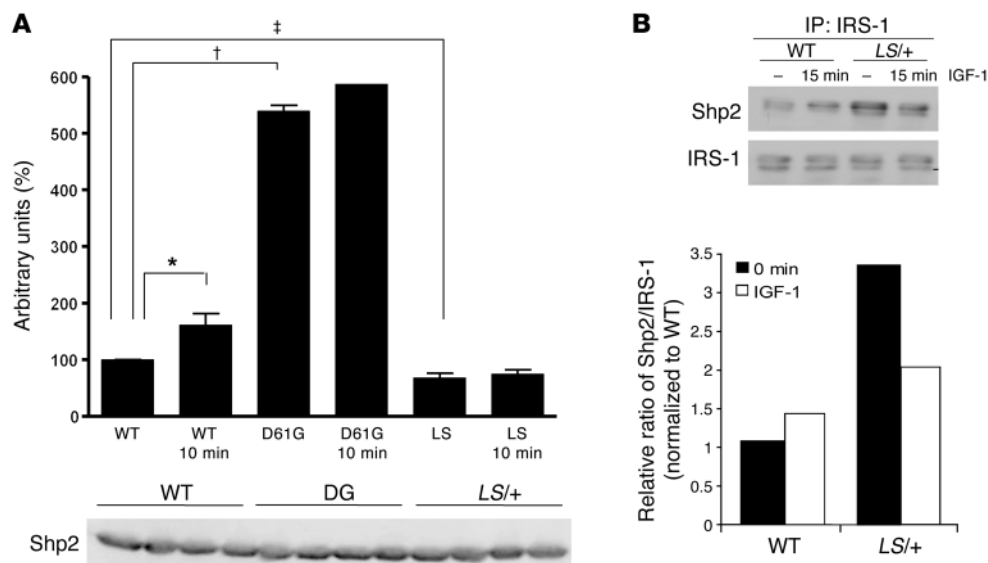 A
‡
†
*
600
500
400
300
200
100
0
Arbitrary units (%)
WT
WT
10 min
D61G
D61G
10 min
LS
LS
10 min
WT DG LS/+
Shp2
B
IP: IRS-1
WT LS/+
– 15 min – 15 min IGF-1
Shp2
IRS-1
3.5
3
2.5
2
1.5
1
0.5
0
Relative ratio of Shp2/IRS-1
(normalized to WT)
0 min
IGF-1
WT LS/+